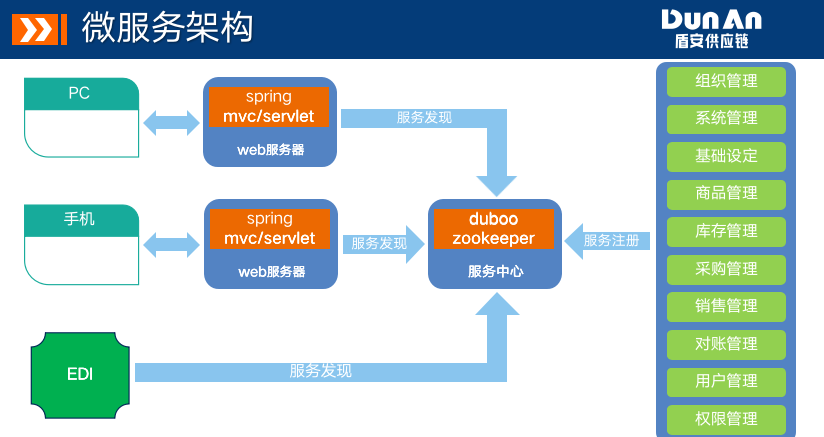 微服务架构
DunAn
盾安供应链
PC
spring
mvc/servlet
web服务器
服务发现
手机
spring
mvc/servlet
web服务器
服务发现
duboo
zookeeper
服务中心
服务注册
EDI
服务发现
组织管理
系统管理
基础设定
商品管理
库存管理
采购管理
销售管理
对账管理
用户管理
权限管理